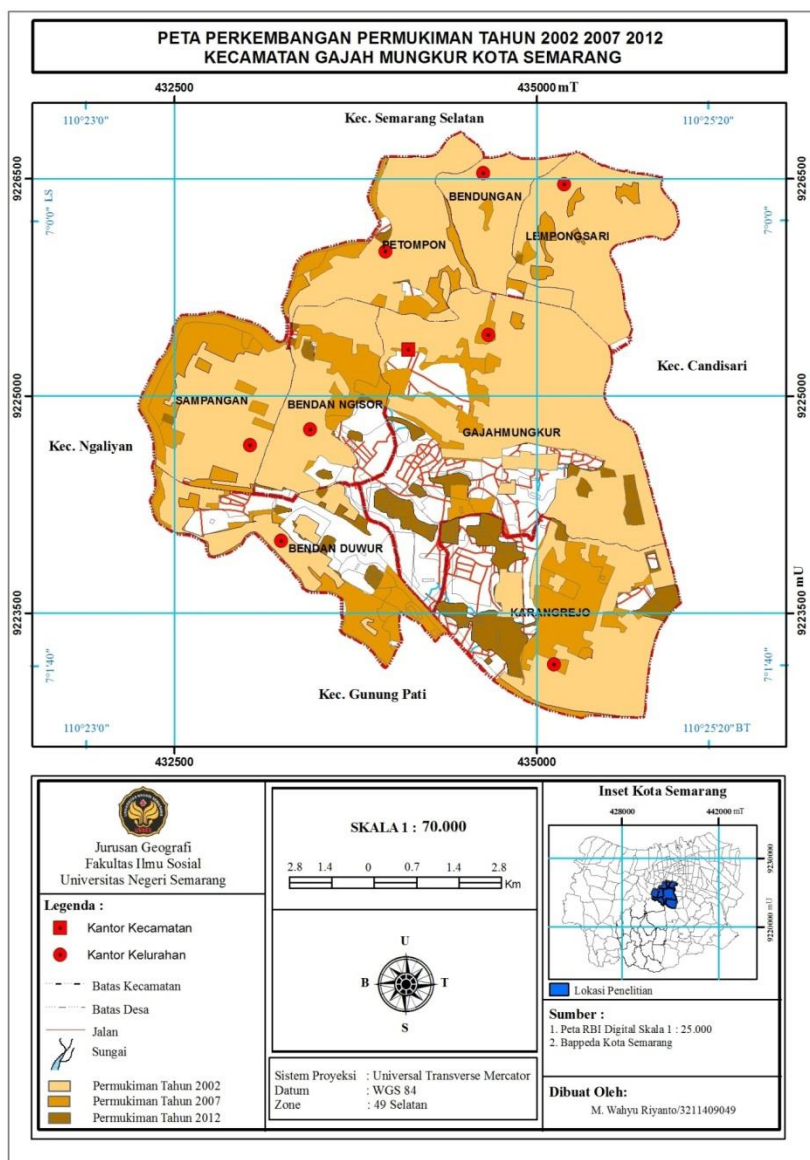 PETA PERKEMBANGAN PERMUKIMAN TAHUN 2002 2007 2012
KECAMATAN GAJAH MUNGKUR KOTA SEMARANG
432500
435000 mT
110°23'0"
Kec. Semarang Selatan
110°25'20"
9226500
9226500
7°0'0" LS
7°0'0"
BENDUNGAN
LEMPONGSARI
PETOMPON
Kec. Candisari
9225000
9225000
SAMPANGAN
BENDAN NGISOR
GAJAHMUNGKUR
Kec. Ngaliyan
BENDAN DUWUR
KARANGREJO
9223500
9223500 mU
7°1'40"
7°1'40"
Kec. Gunung Pati
110°23'0"
110°25'20" BT
432500
435000
Jurusan Geografi
Fakultas Ilmu Sosial
Universitas Negeri Semarang
Legenda :
Kantor Kecamatan
Kantor Kelurahan
Batas Kecamatan
Batas Desa
Jalan
Sungai
Permukiman Tahun 2002
Permukiman Tahun 2007
Permukiman Tahun 2012
SKALA 1 : 70.000
2.8 1.4 0 0.7 1.4 2.8
Km
U
B T
S
Sistem Proyeksi : Universal Transverse Mercator
Datum : WGS 84
Zone : 49 Selatan
Inset Kota Semarang
428000 442000 mT
9230000
9220000 mU
Lokasi Penelitian
Sumber :
1. Peta RBI Digital Skala 1 : 25.000
2. Bappeda Kota Semarang
Dibuat Oleh:
M. Wahyu Riyanto/3211409049